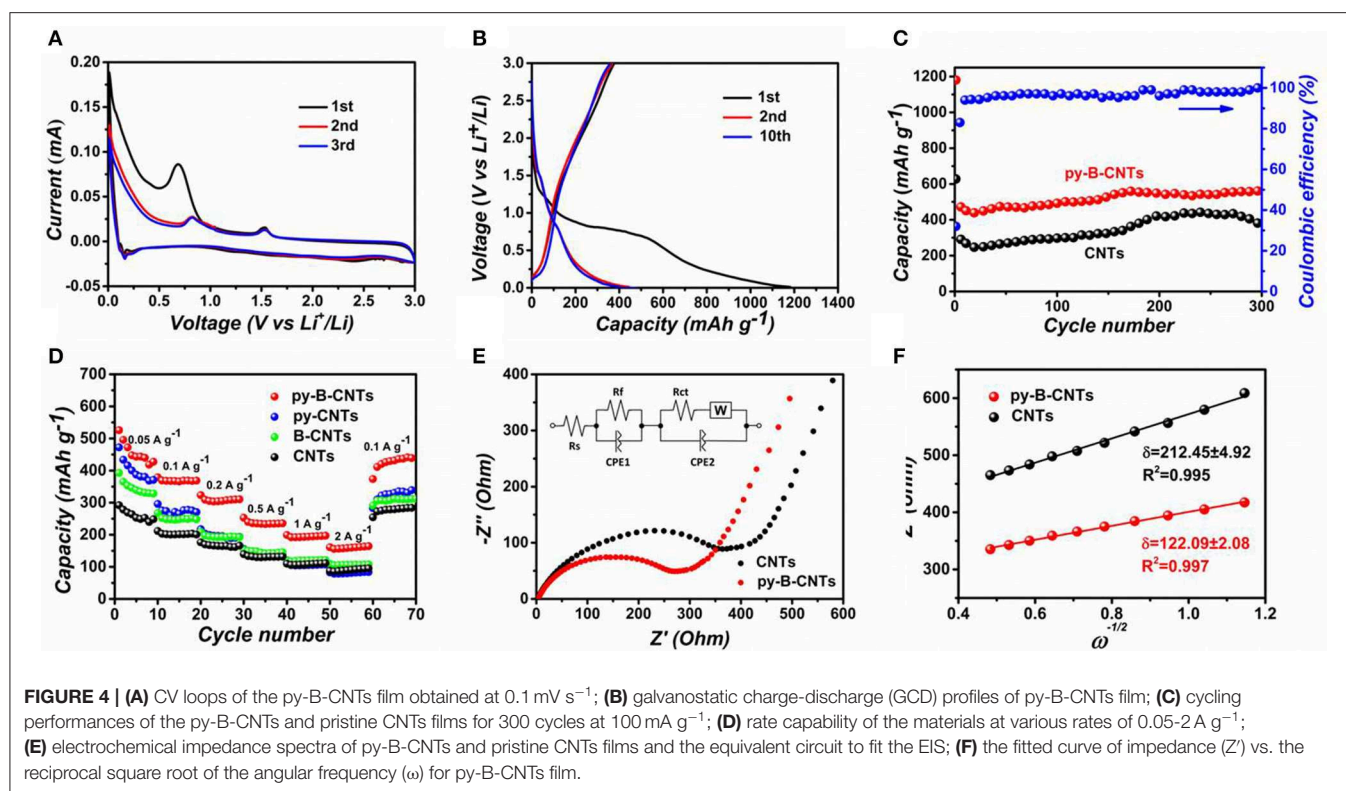 A
0.20
0.15
0.10
0.05
0.00
-0.05
Current (mA)
1st
2nd
3rd
0.0
1.0
2.0
3.0
Voltage (V vs Li⁺/Li)
B
3.0
2.5
2.0
1.5
1.0
0.5
0.0
Voltage (V vs Li⁺/Li)
1st
2nd
10th
0 200 400 600 800 1000 1200 1400
Capacity (mAh g⁻¹)
C
1200
1000
800
600
400
200
0
Capacity (mAh g⁻¹)
py-B-CNTs
CNTs
0 100 200 300
Cycle number
100
80
60
40
20
0
Coulombic efficiency (%)
D
700
600
500
400
300
200
100
0
Capacity (mAh g⁻¹)
py-B-CNTs
py-CNTs
B-CNTs
CNTs
0.05 A g⁻¹
0.1 A g⁻¹
0.2 A g⁻¹
0.5 A g⁻¹
1 A g⁻¹
2 A g⁻¹
0.1 A g⁻¹
0 10 20 30 40 50 60 70
Cycle number
E
400
300
200
100
0
-Z'' (Ohm)
Rs
Rf
CPE1
Rct
W
CPE2
CNTs
py-B-CNTs
0 100 200 300 400 500 600
Z' (Ohm)
F
600
500
400
300
py-B-CNTs
CNTs
δ=212.45±4.92
R²=0.995
δ=122.09±2.08
R²=0.997
0.4 0.6 0.8 1.0 1.2
ω⁻¹/²
FIGURE 4 | (A) CV loops of the py-B-CNTs film obtained at 0.1 mV s⁻¹; (B) galvanostatic charge-discharge (GCD) profiles of py-B-CNTs film; (C) cycling
performances of the py-B-CNTs and pristine CNTs films for 300 cycles at 100 mA g⁻¹; (D) rate capability of the materials at various rates of 0.05-2 A g⁻¹;
(E) electrochemical impedance spectra of py-B-CNTs and pristine CNTs films and the equivalent circuit to fit the EIS; (F) the fitted curve of impedance (Z′) vs. the
reciprocal square root of the angular frequency (ω) for py-B-CNTs film.